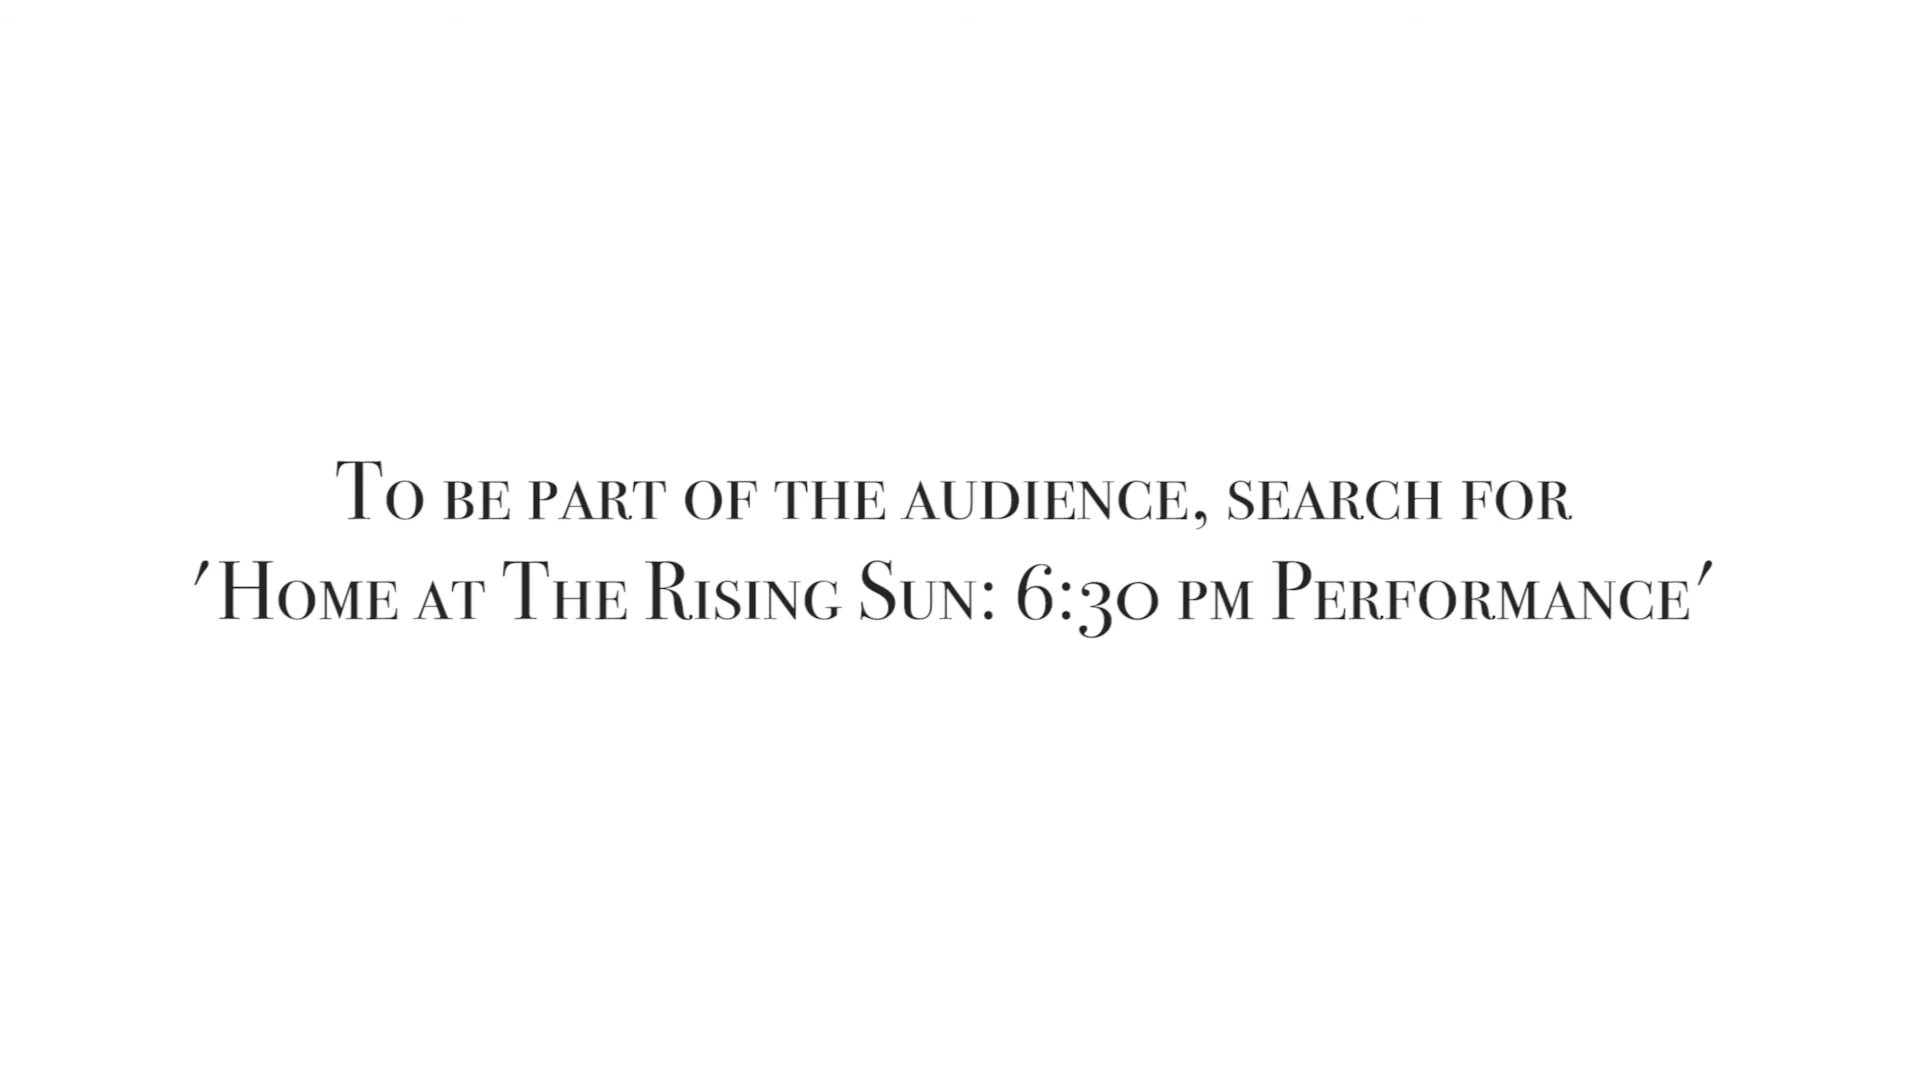 To be part of the audience, search for
'Home at The Rising Sun: 6:30 pm Performance'